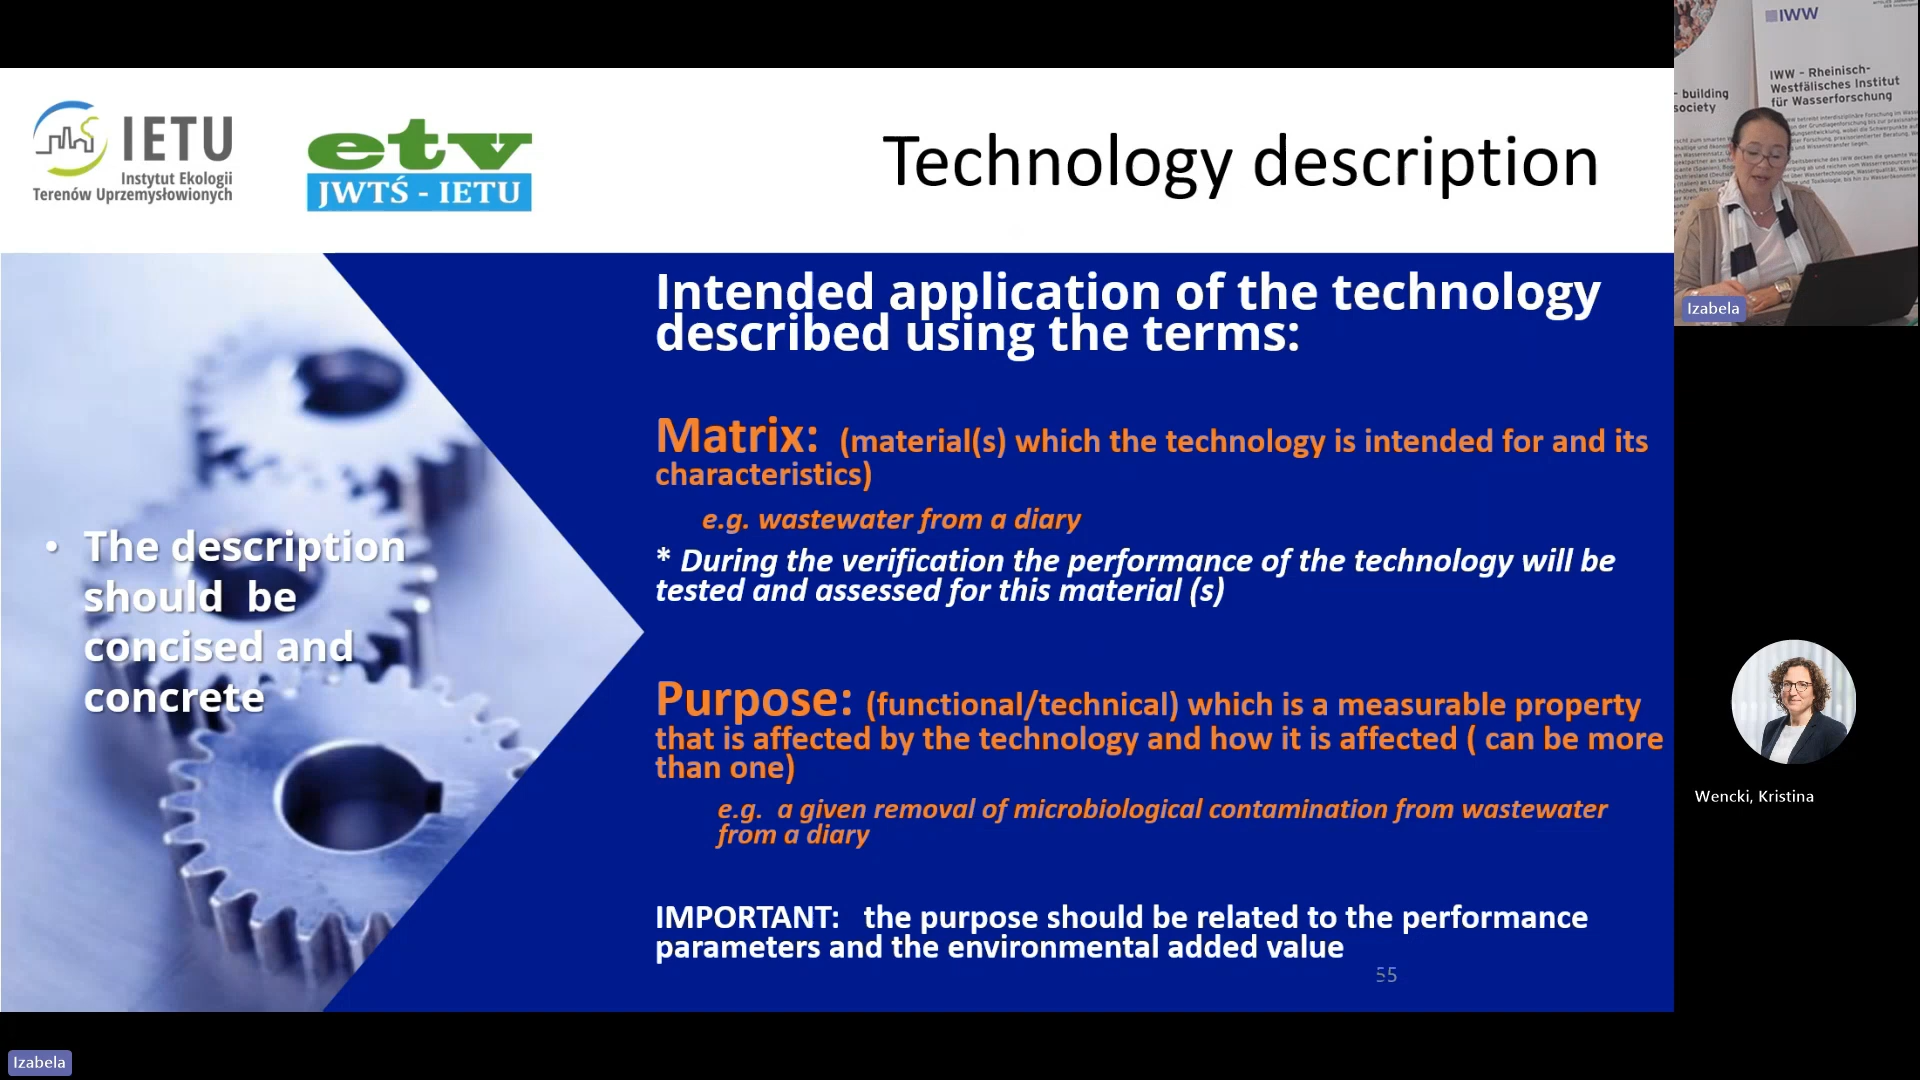 IETU
Instytut Ekologii
Terenów Uprzemysłowionych
etv
JWTŚ - IETU
Technology description
• The description
should be
concised and
concrete
Intended application of the technology
described using the terms:
Matrix: (material(s) which the technology is intended for and its
characteristics)
e.g. wastewater from a diary
* During the verification the performance of the technology will be
tested and assessed for this material (s)
Purpose: (functional/technical) which is a measurable property
that is affected by the technology and how it is affected ( can be more
than one)
e.g. a given removal of microbiological contamination from wastewater
from a diary
IMPORTANT: the purpose should be related to the performance
parameters and the environmental added value
55
IWW
IWW - Rheinisch-
Westfälisches Institut
für Wasserforschung
- building
society
Izabela
Wencki, Kristina
Izabela